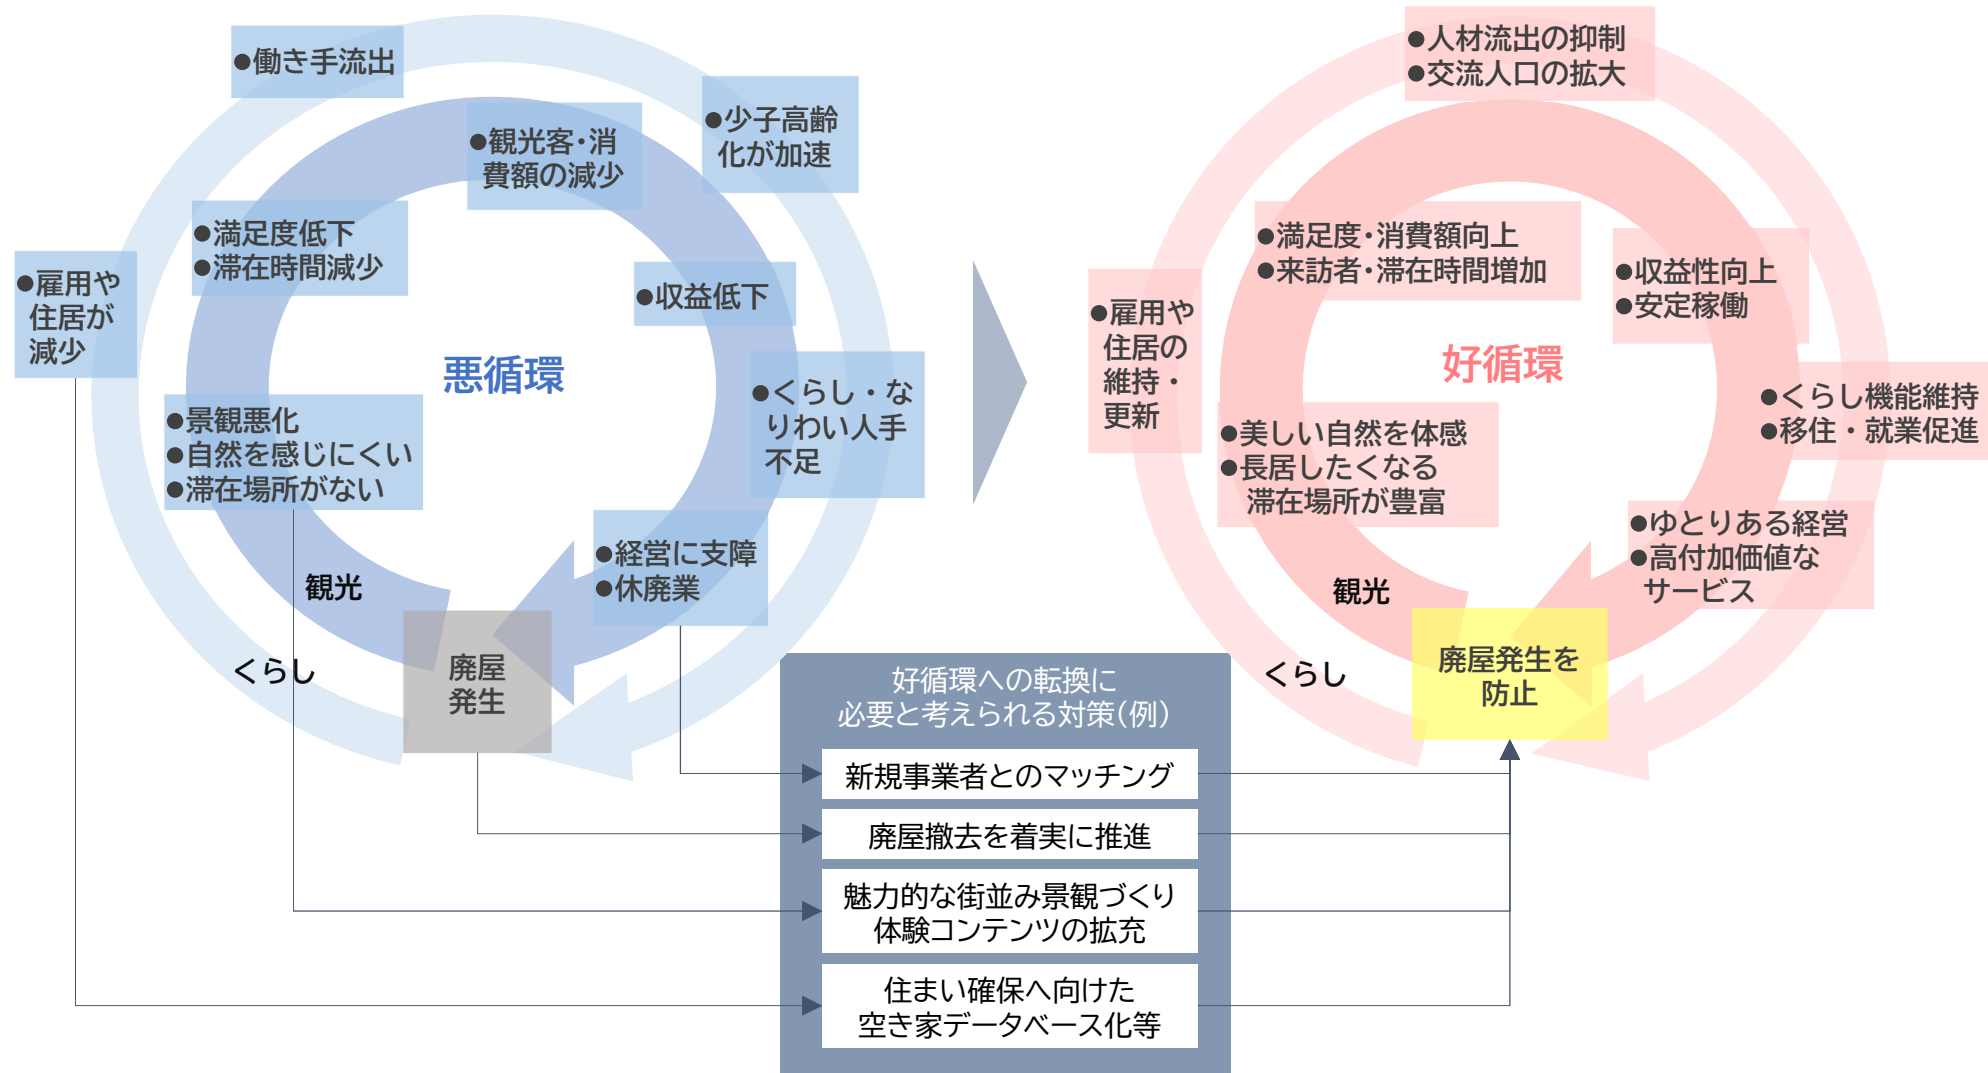 ●働き手流出
●観光客・消
費額の減少
●少子高齢
化が加速
●満足度低下
●滞在時間減少
●雇用や
住居が
減少
●収益低下
悪循環
●くらし・な
りわい人手
不足
●景観悪化
●自然を感じにくい
●滞在場所がない
●経営に支障
●休廃業
観光
くらし
廃屋
発生
●人材流出の抑制
●交流人口の拡大
●満足度・消費額向上
●来訪者・滞在時間増加
●収益性向上
●安定稼働
●雇用や
住居の
維持・
更新
好循環
●くらし機能維持
●移住・就業促進
●美しい自然を体感
●長居したくなる
滞在場所が豊富
●ゆとりある経営
●高付加価値な
サービス
観光
くらし
廃屋発生を
防止
好循環への転換に
必要と考えられる対策(例)
新規事業者とのマッチング
廃屋撤去を着実に推進
魅力的な街並み景観づくり
体験コンテンツの拡充
住まい確保へ向けた
空き家データベース化等